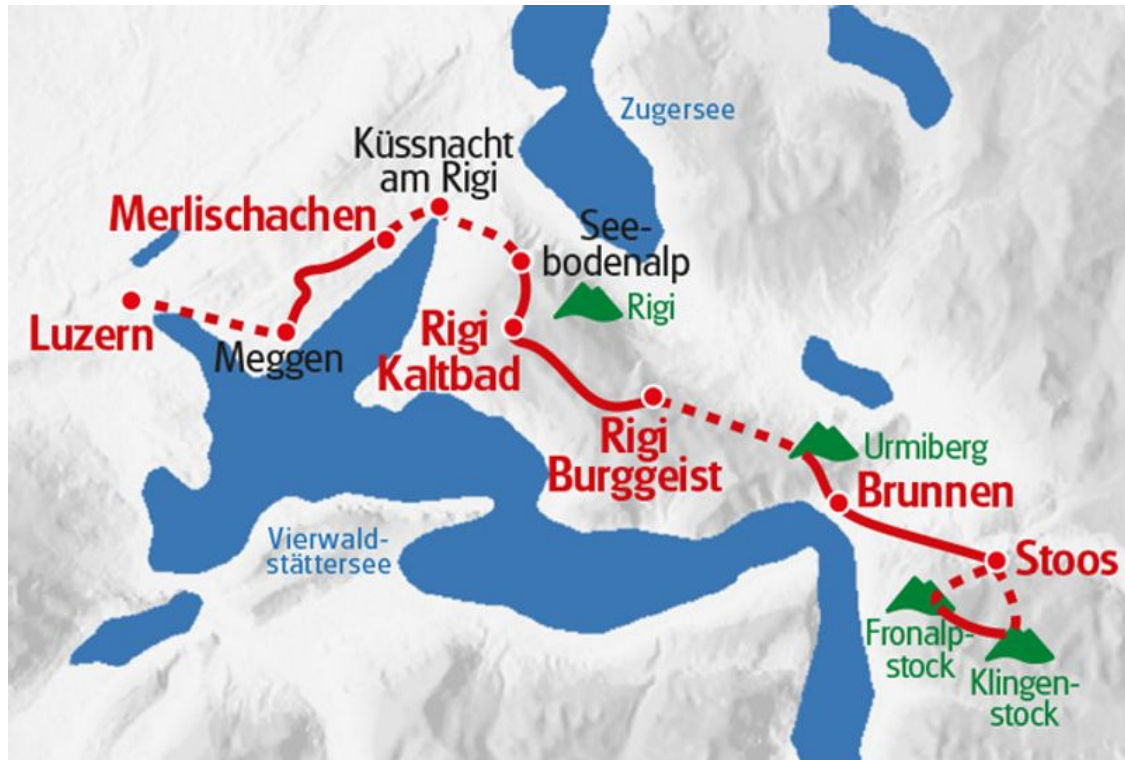 Zugersee
Küssnacht
am Rigi
Merlischachen
See-
bodenalp
Rigi
Luzern
Meggen
Rigi
Kaltbad
Rigi
Burggeist
Urmiberg
Brunnen
Vierwald-
stättersee
Stoos
Fronalp-
stock
Klingen-
stock